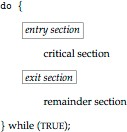 do {
entry section
critical section
exit section
remainder section
} while (TRUE);